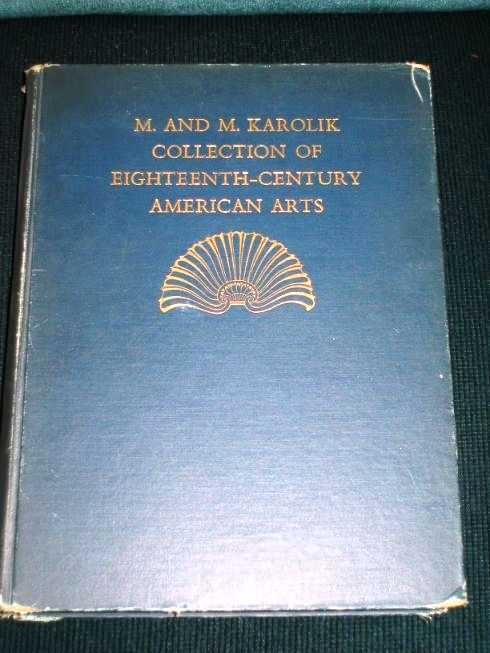 M. AND M. KAROLIK
COLLECTION OF
EIGHTEENTH-CENTURY
AMERICAN ARTS